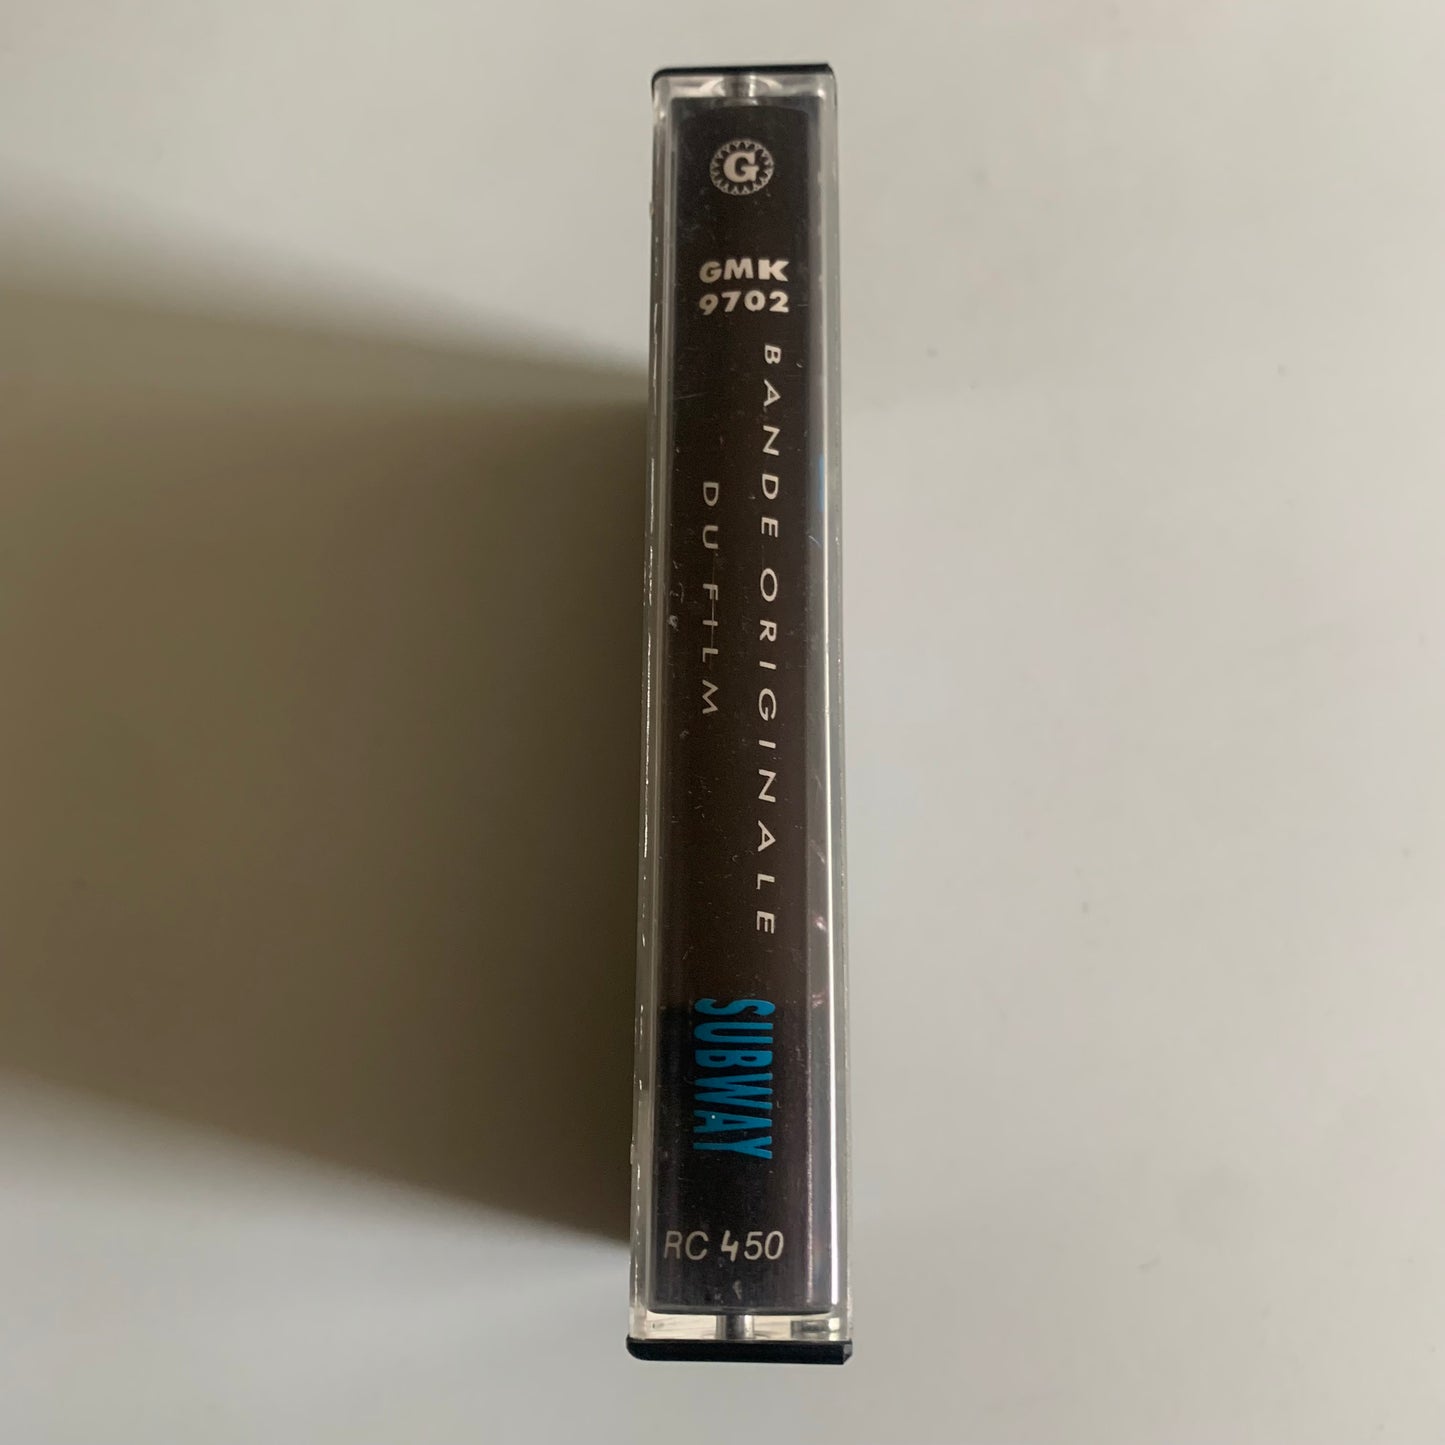 G
GMK
9702
BANDE ORIGINALE
DU FILM
SUBWAY
RC 450